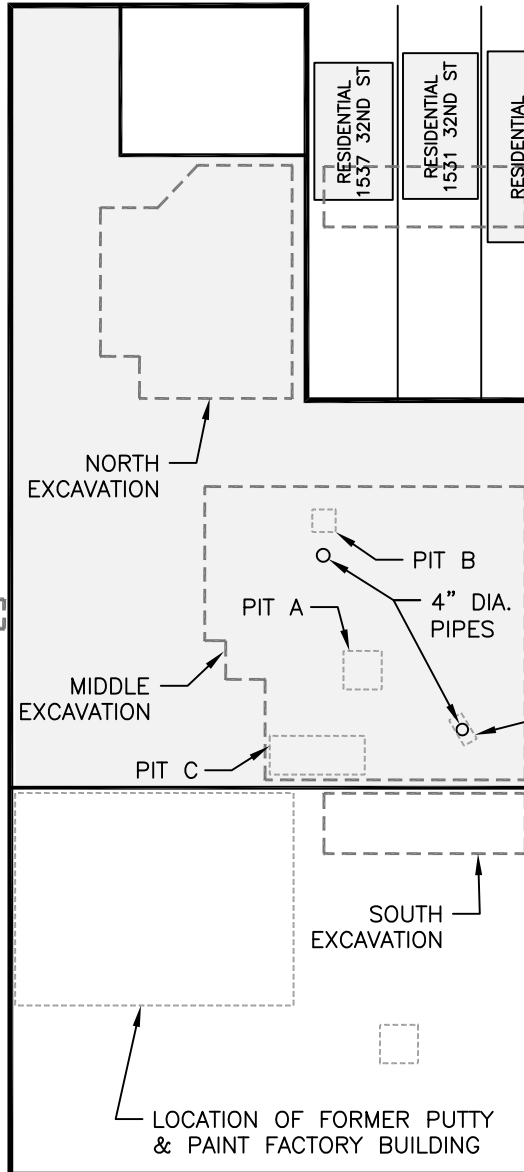 RESIDENTIAL
1537 32ND ST
RESIDENTIAL
1531 32ND ST
RESIDENTIAL
NORTH
EXCAVATION
PIT B
4” DIA.
PIPES
PIT A
MIDDLE
EXCAVATION
PIT C
SOUTH
EXCAVATION
LOCATION OF FORMER PUTTY
& PAINT FACTORY BUILDING